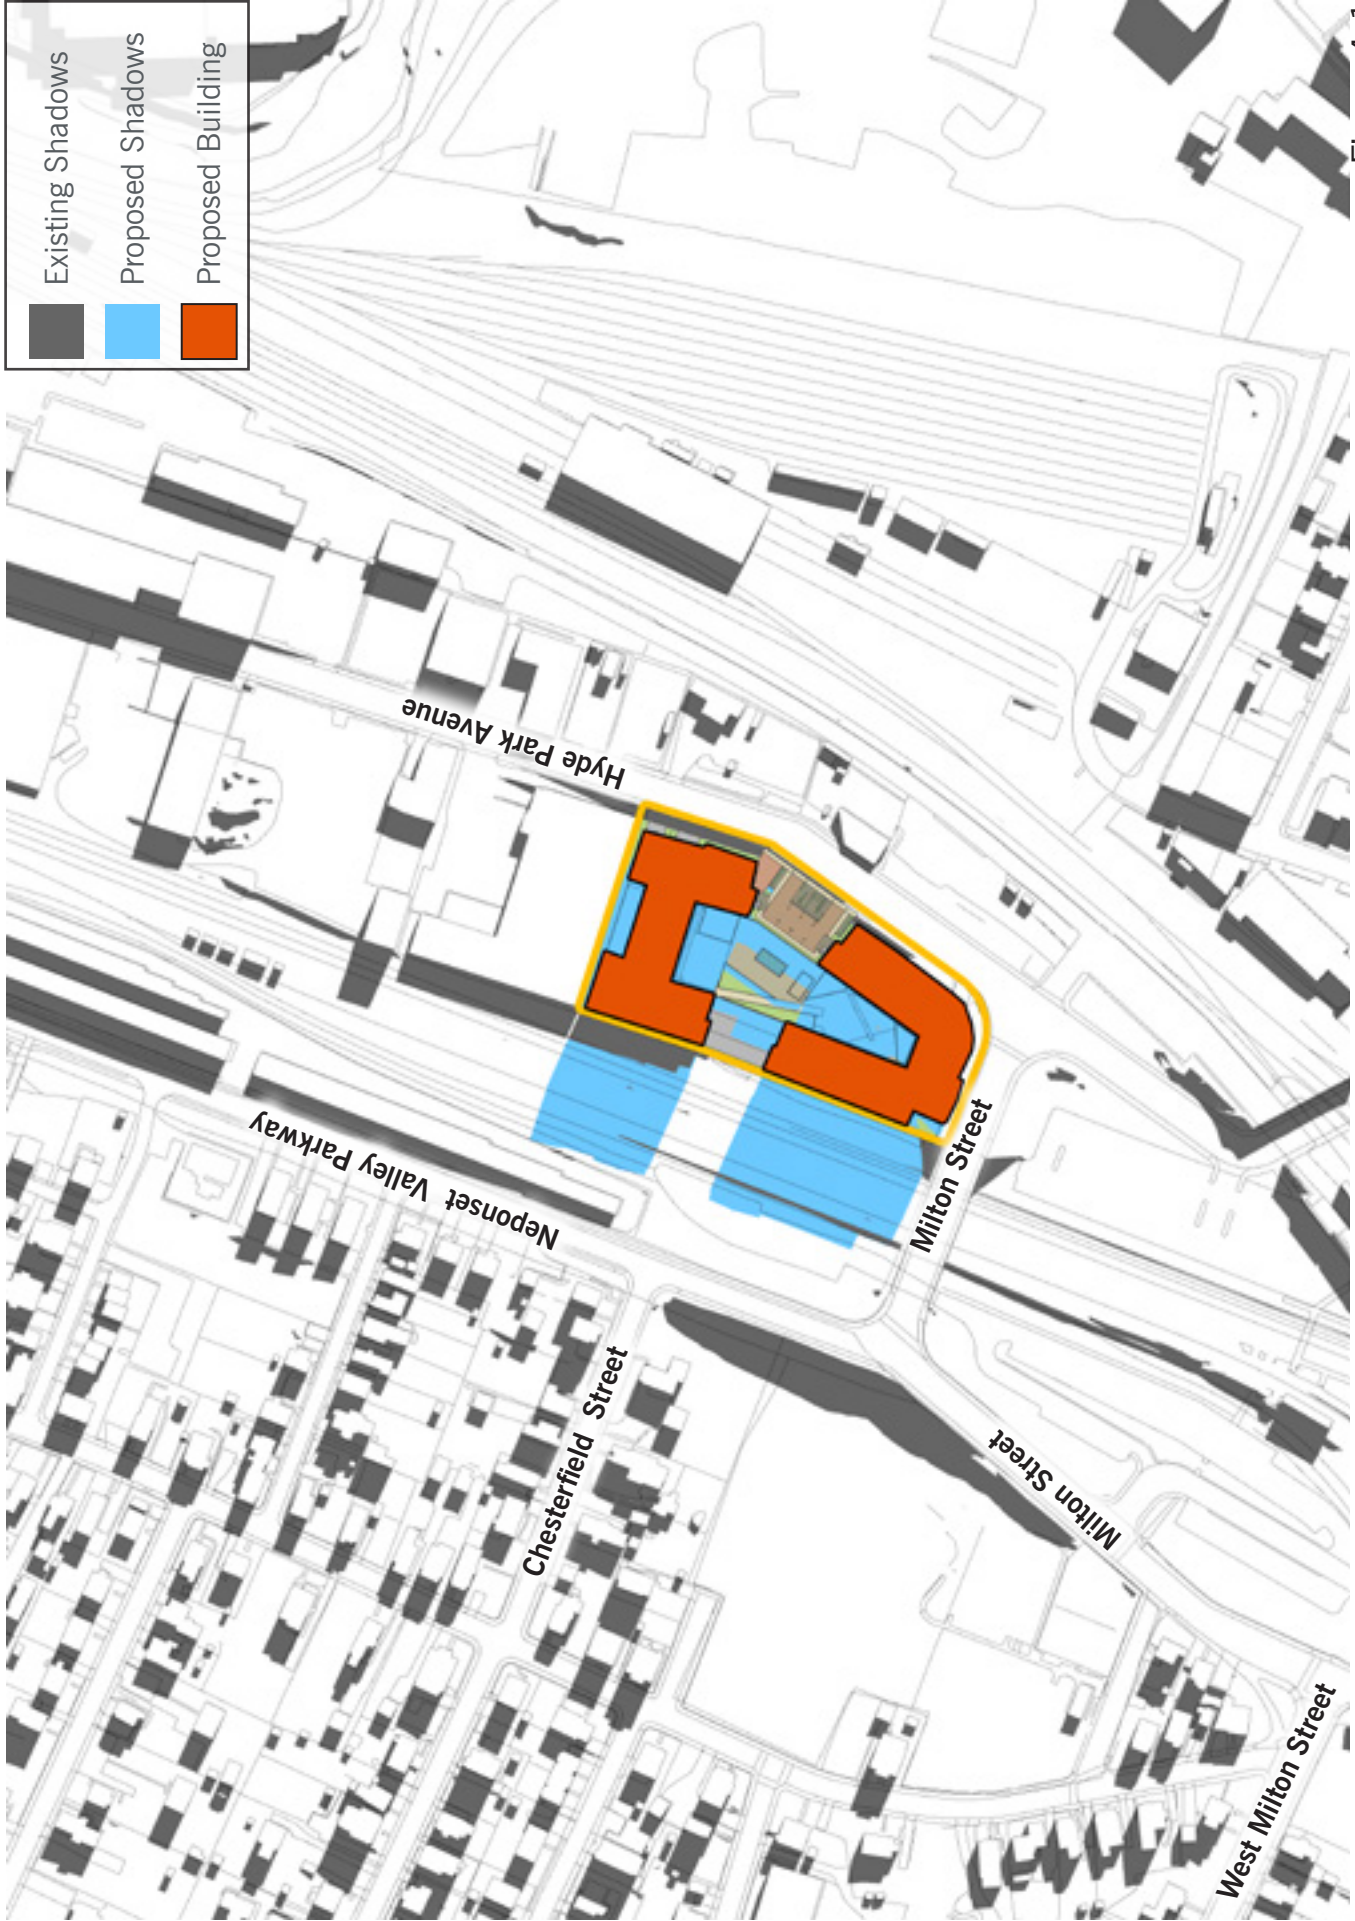 Existing Shadows
Proposed Shadows
Proposed Building
Hyde Park Avenue
Neponset Valley Parkway
Milton Street
Chesterfield Street
Milton Street
West Milton Street